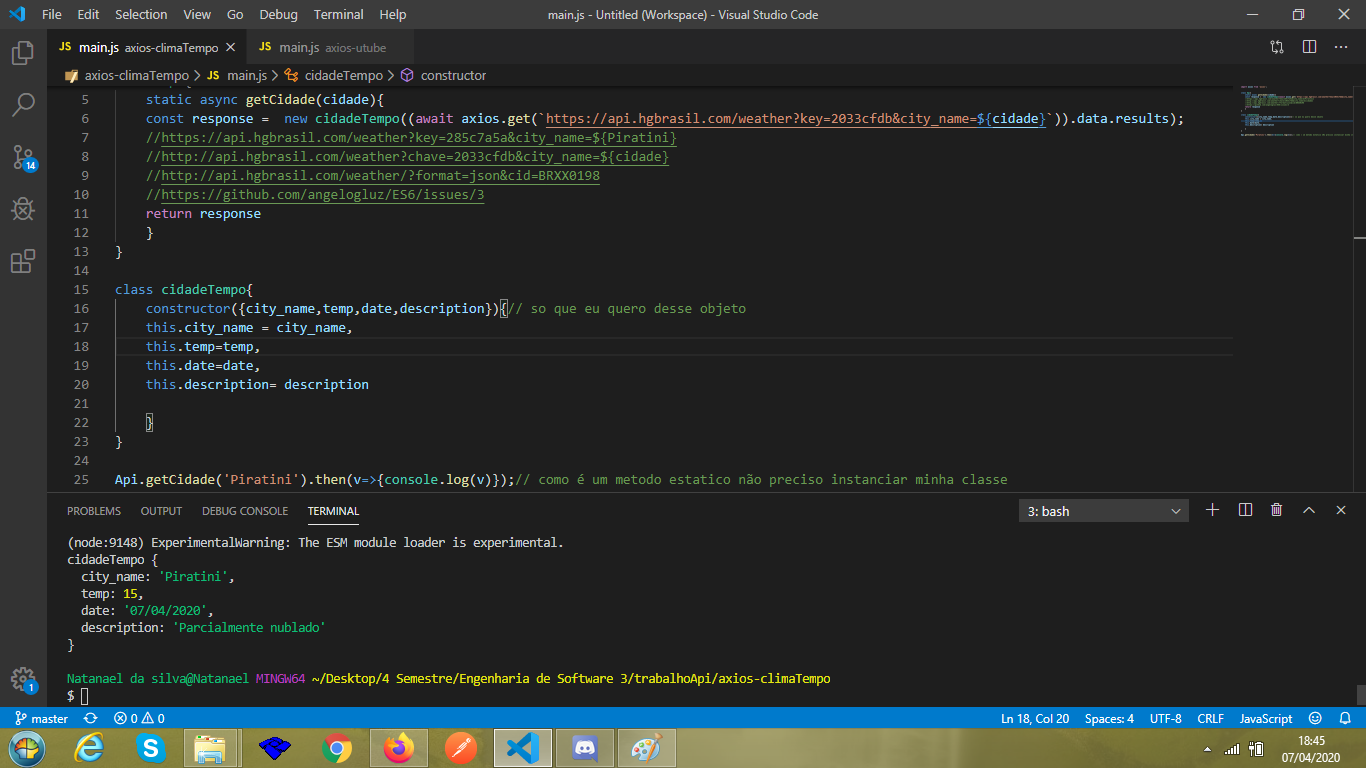 File Edit Selection View Go Debug Terminal Help main.js - Untitled (Workspace) - Visual Studio Code
JS main.js axios-climaTempo JS main.js axios-utube
axios-climaTempo > JS main.js > cidadeTempo > constructor
5 static async getCidade(cidade){
6 const response =  new cidadeTempo((await axios.get(`https://api.hgbrasil.com/weather?key=2033cfdb&city_name=${cidade}`)).data.results);
7 //https://api.hgbrasil.com/weather?key=285c7a5a&city_name=${Piratini}
8 //http://api.hgbrasil.com/weather?chave=2033cfdb&city_name=${cidade}
9 //http://api.hgbrasil.com/weather/?format=json&cid=BRXX0198
10 //https://github.com/angelogluz/ES6/issues/3
11 return response
12 }
13 }
14
15 class cidadeTempo{
16 constructor({city_name,temp,date,description}){// so que eu quero desse objeto
17 this.city_name = city_name,
18 this.temp=temp,
19 this.date=date,
20 this.description= description
21
22 }
23 }
24
25 Api.getCidade('Piratini').then(v=>{console.log(v)});// como é um metodo estatico não preciso instanciar minha classe
PROBLEMS OUTPUT DEBUG CONSOLE TERMINAL 3: bash
(node:9148) ExperimentalWarning: The ESM module loader is experimental.
cidadeTempo {
city_name: 'Piratini',
temp: 15,
date: '07/04/2020',
description: 'Parcialmente nublado'
}
Natanael da silva@Natanael MINGW64 ~/Desktop/4 Semestre/Engenharia de Software 3/trabalhoApi/axios-climaTempo
$
14
1
master 0 0 Ln 18, Col 20 Spaces: 4 UTF-8 CRLF JavaScript
18:45
07/04/2020